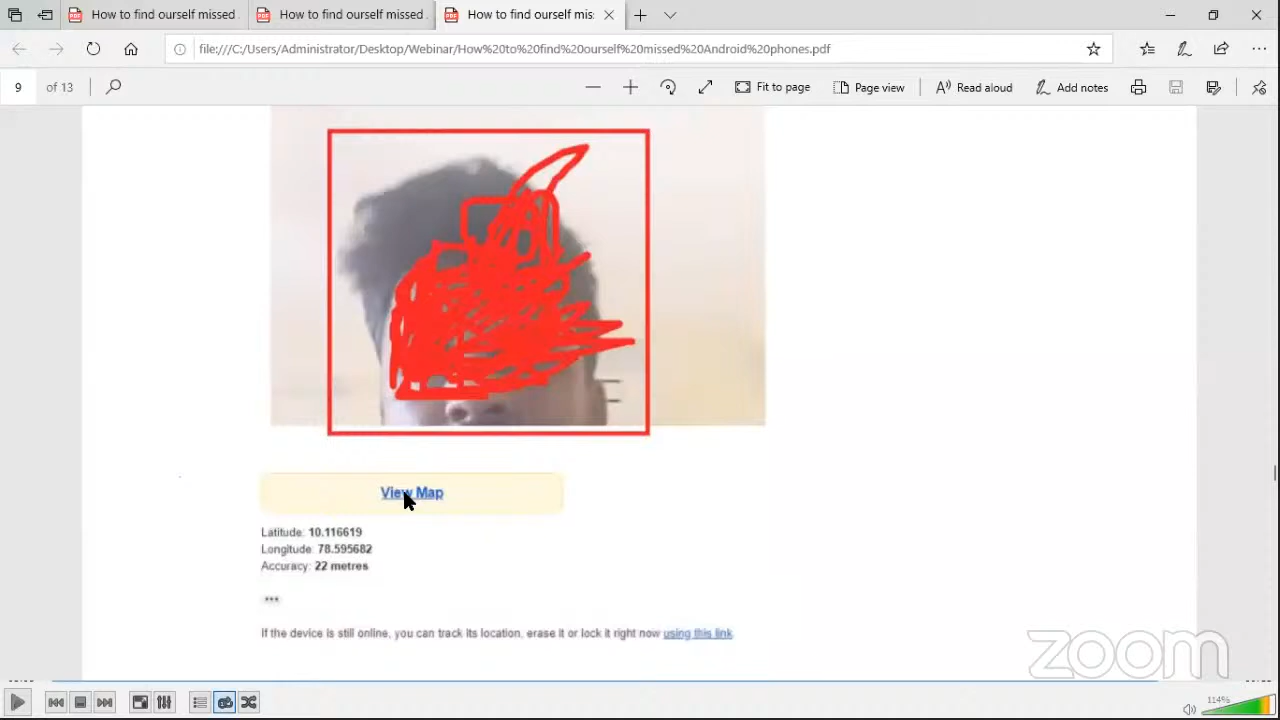 How to find ourself missed
How to find ourself missed
How to find ourself mis
file:///C:/Users/Administrator/Desktop/Webinar/How%20to%20find%20ourself%20missed%20Android%20phones.pdf
9 of 13
Fit to page
Page view
Read aloud
Add notes
View Map
Latitude: 10.116619
Longitude: 78.595682
Accuracy: 22 metres
If the device is still online, you can track its location, erase it or lock it right now using this link
zoom
114%